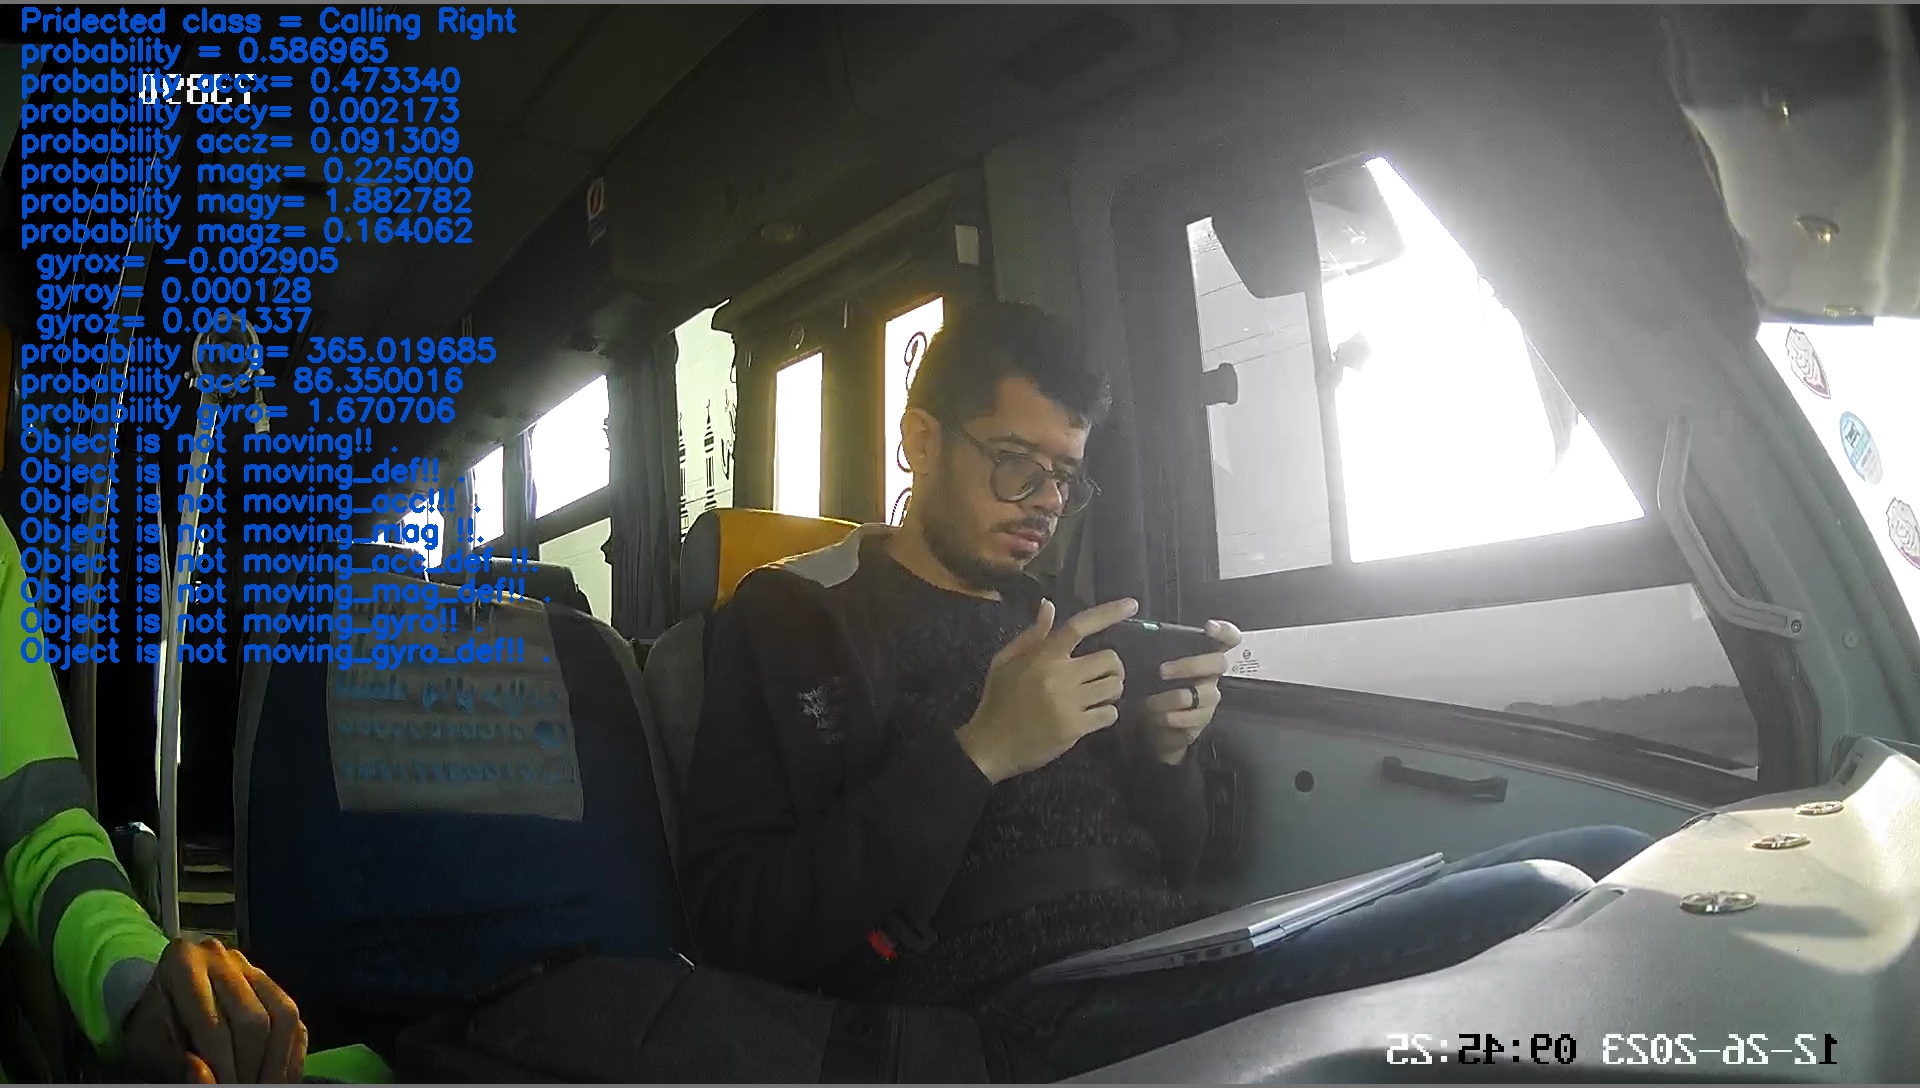 Pridected class = Calling Right
probability = 0.586965
probability accx= 0.473340
probability accy= 0.002173
probability accz= 0.091309
probability magx= 0.225000
probability magy= 1.882782
probability magz= 0.164062
gyrox= -0.002905
gyroy= 0.000128
gyroz= 0.001337
probability mag= 365.019685
probability acc= 86.350016
probability gyro= 1.670706
Object is not moving!! .
Object is not moving_def!! .
Object is not moving_acc!!! .
Object is not moving_mag !!.
Object is not moving_acc_def !!.
Object is not moving_mag_def!! .
Object is not moving_gyro!! .
Object is not moving_gyro_def!! .
12-26-2023 09:45:25